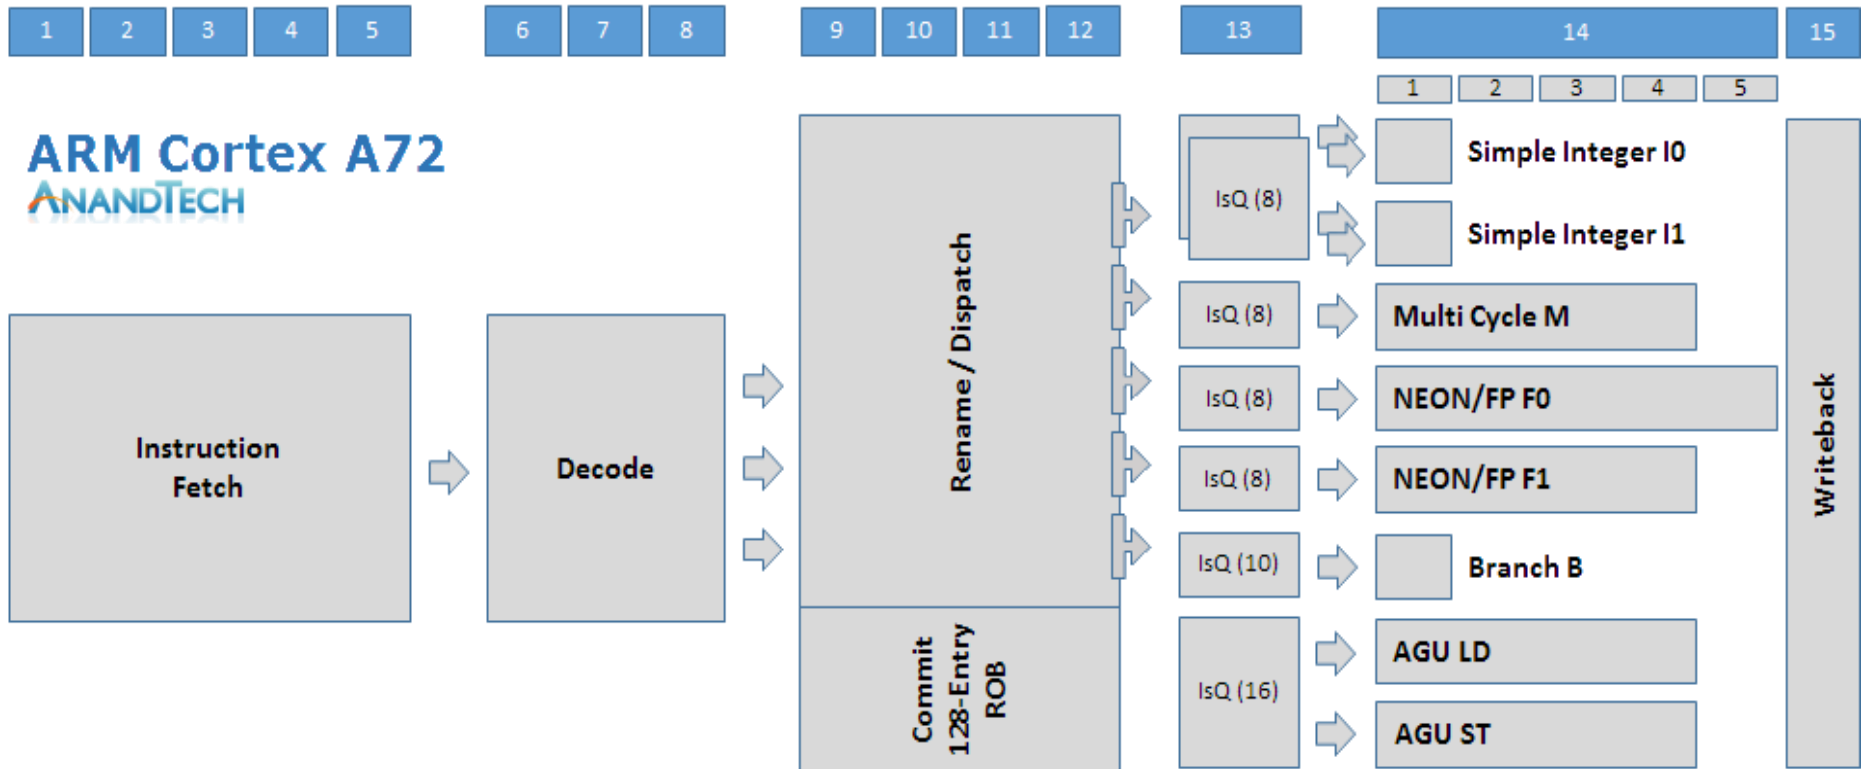 1 2 3 4 5 6 7 8 9 10 11 12 13 14 15
1 2 3 4 5
ARM Cortex A72
ANANDTECH
Instruction
Fetch
Decode
Rename / Dispatch
Commit
128-Entry
ROB
IsQ (8)
IsQ (8)
IsQ (8)
IsQ (8)
IsQ (10)
IsQ (16)
Simple Integer I0
Simple Integer I1
Multi Cycle M
NEON/FP F0
NEON/FP F1
Branch B
AGU LD
AGU ST
Writeback